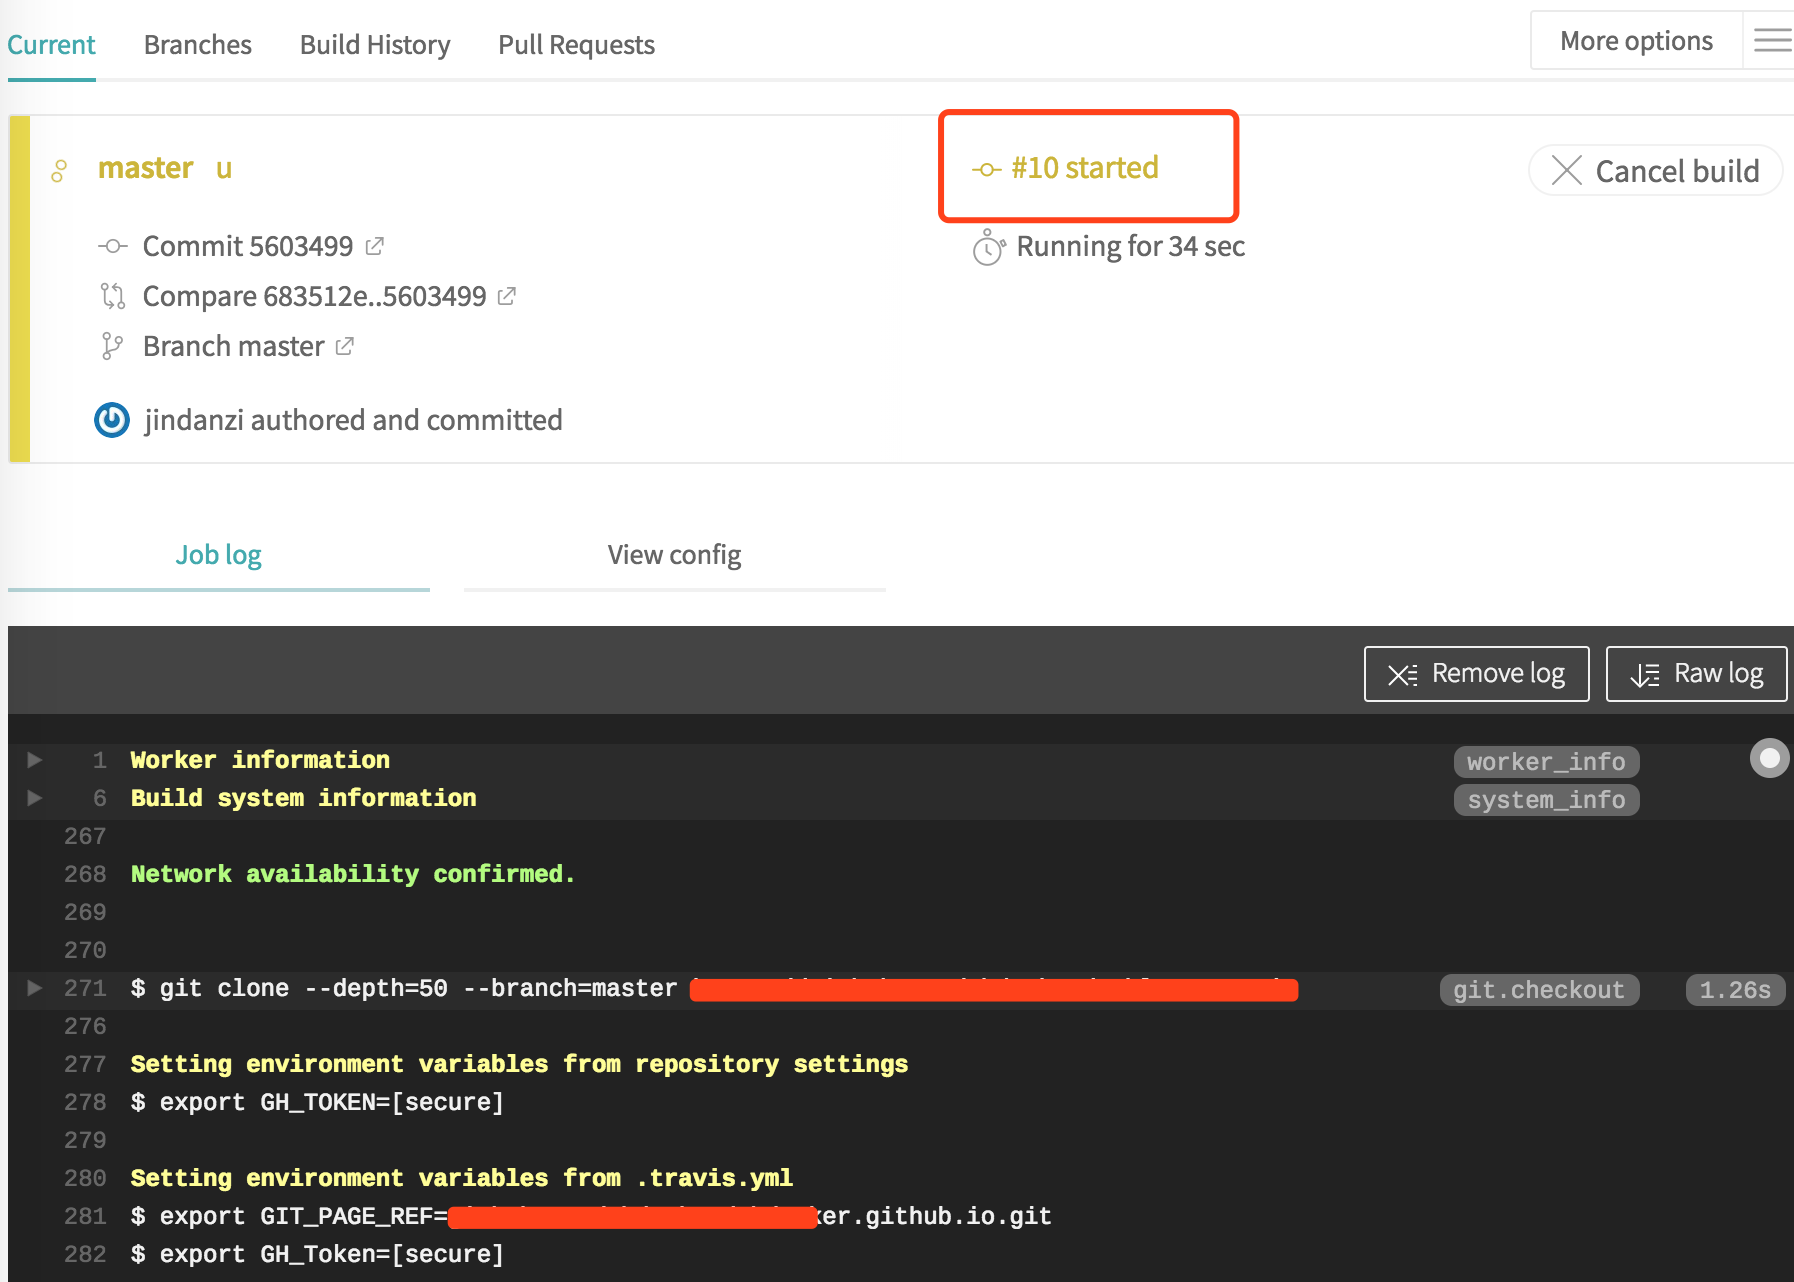 Current Branches Build History Pull Requests More options
master u #10 started Cancel build
Commit 5603499 Running for 34 sec
Compare 683512e..5603499
Branch master
jindanzi authored and committed
Job log View config
Remove log Raw log
1 Worker information worker_info
6 Build system information system_info
267
268 Network availability confirmed.
269
270
271 $ git clone --depth=50 --branch=master git.checkout 1.26s
276
277 Setting environment variables from repository settings
278 $ export GH_TOKEN=[secure]
279
280 Setting environment variables from .travis.yml
281 $ export GIT_PAGE_REF= ker.github.io.git
282 $ export GH_Token=[secure]